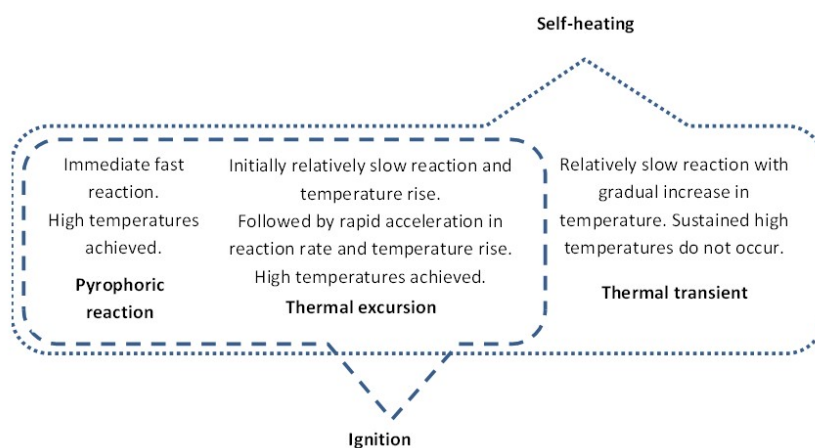 Self-heating
Immediate fast
reaction.
High temperatures
achieved.
Pyrophoric
reaction
Initially relatively slow reaction and
temperature rise.
Followed by rapid acceleration in
reaction rate and temperature rise.
High temperatures achieved.
Thermal excursion
Relatively slow reaction with
gradual increase in
temperature. Sustained high
temperatures do not occur.
Thermal transient
Ignition